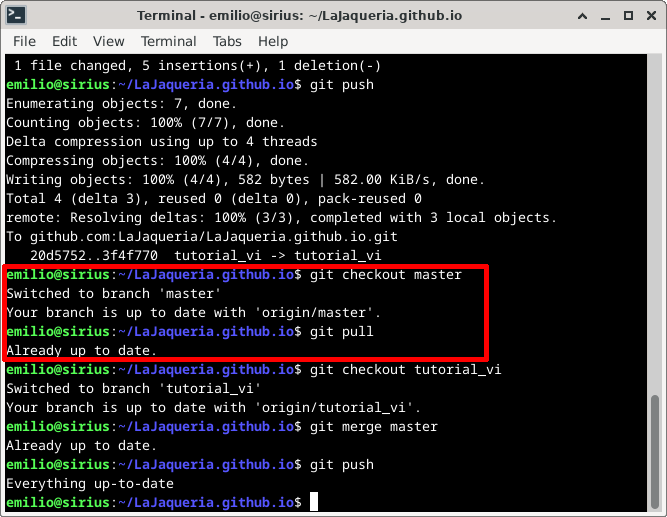 Terminal - emilio@sirius: ~/LaJaqueria.github.io
File Edit View Terminal Tabs Help
1 file changed, 5 insertions(+), 1 deletion(-)
emilio@sirius:~/LaJaqueria.github.io$ git push
Enumerating objects: 7, done.
Counting objects: 100% (7/7), done.
Delta compression using up to 4 threads
Compressing objects: 100% (4/4), done.
Writing objects: 100% (4/4), 582 bytes | 582.00 KiB/s, done.
Total 4 (delta 3), reused 0 (delta 0), pack-reused 0
remote: Resolving deltas: 100% (3/3), completed with 3 local objects.
To github.com:LaJaqueria/LaJaqueria.github.io.git
20d5752..3f4f770  tutorial_vi -> tutorial_vi
emilio@sirius:~/LaJaqueria.github.io$ git checkout master
Switched to branch 'master'
Your branch is up to date with 'origin/master'.
emilio@sirius:~/LaJaqueria.github.io$ git pull
Already up to date.
emilio@sirius:~/LaJaqueria.github.io$ git checkout tutorial_vi
Switched to branch 'tutorial_vi'
Your branch is up to date with 'origin/tutorial_vi'.
emilio@sirius:~/LaJaqueria.github.io$ git merge master
Already up to date.
emilio@sirius:~/LaJaqueria.github.io$ git push
Everything up-to-date
emilio@sirius:~/LaJaqueria.github.io$